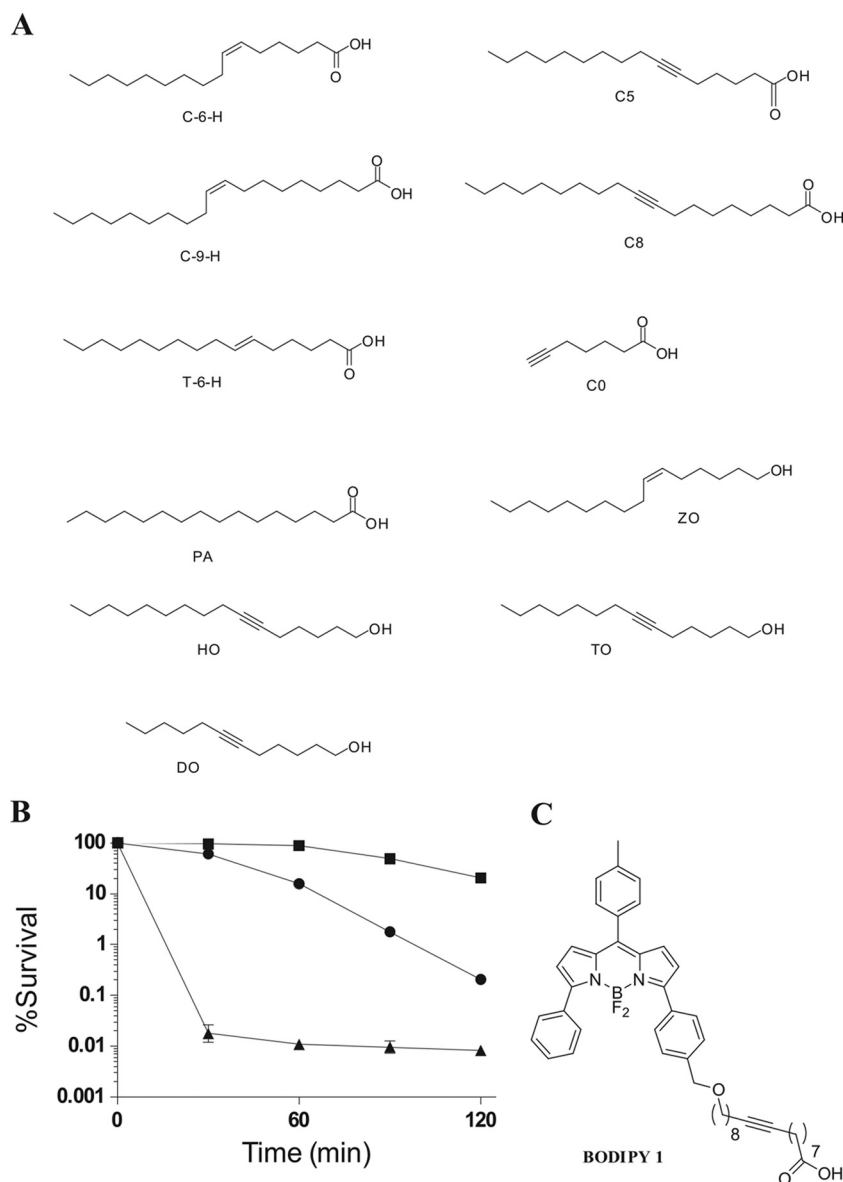 A
OH
O
C-6-H
OH
O
C5
O
OH
C-9-H
O
OH
C8
OH
O
T-6-H
O
OH
C0
O
OH
PA
OH
ZO
OH
HO
OH
TO
OH
DO
B
%Survival
100
10
1
0.1
0.01
0.001
0
60
120
Time (min)
C
N
B
N
F2
O
8
7
O
OH
BODIPY 1